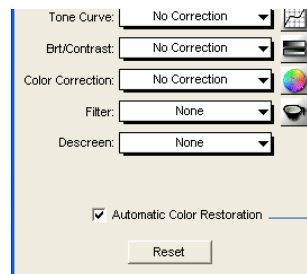 Tone Curve: No Correction
Brt/Contrast: No Correction
Color Correction: No Correction
Filter: None
Descreen: None
Automatic Color Restoration
Reset